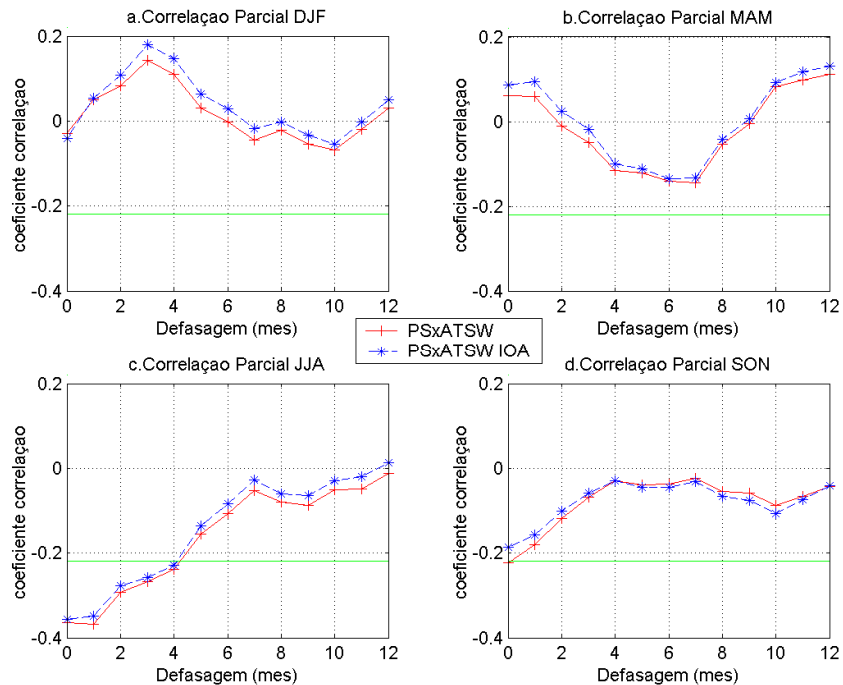 a.Correlaçao Parcial DJF
coeficiente correlaçao
0.2
0
-0.2
-0.4
0 2 4 6 8 10 12
Defasagem (mes)
b.Correlaçao Parcial MAM
coeficiente correlaçao
0.2
0
-0.2
-0.4
0 2 4 6 8 10 12
Defasagem (mes)
PSxATSW
PSxATSW IOA
c.Correlaçao Parcial JJA
coeficiente correlaçao
0.2
0
-0.2
-0.4
0 2 4 6 8 10 12
Defasagem (mes)
d.Correlaçao Parcial SON
coeficiente correlaçao
0.2
0
-0.2
-0.4
0 2 4 6 8 10 12
Defasagem (mes)